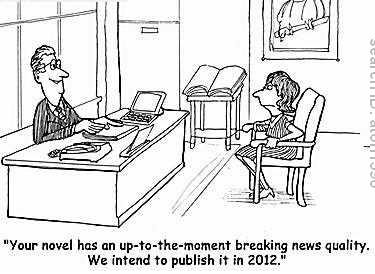 "Your novel has an up-to-the-moment breaking news quality.
We intend to publish it in 2012."